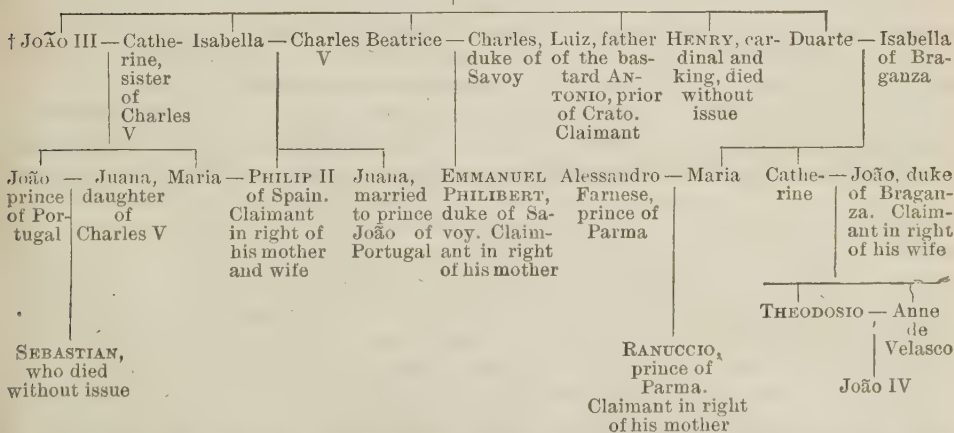 † JOÃO III — Cathe-
rine,
sister
of
Charles
V
Isabella — Charles
V
Beatrice — Charles,
duke of
Savoy
Luiz, father
of the bas-
tard AN-
TONIO, prior
of Crato.
Claimant
HENRY, car-
dinal and
king, died
without
issue
Duarte — Isabella
of Bra-
ganza
João —
prince
of Por-
tugal
Juana,
daughter
of
Charles V
Maria — PHILIP II
of Spain.
Claimant
in right of
his mother
and wife
Juana,
married
to prince
João of
Portugal
EMMANUEL
PHILIBERT,
duke of Sa-
voy. Claim-
ant in right
of his mother
Alessandro — Maria
Farnese,
prince of
Parma
Cathe-
rine
— João, duke
of Bragan-
za. Claim-
ant in right
of his wife
THEODOSIO — Anne
de
Velasco
SEBASTIAN,
who died
without issue
RANUCCIO,
prince of
Parma.
Claimant in right
of his mother
João IV